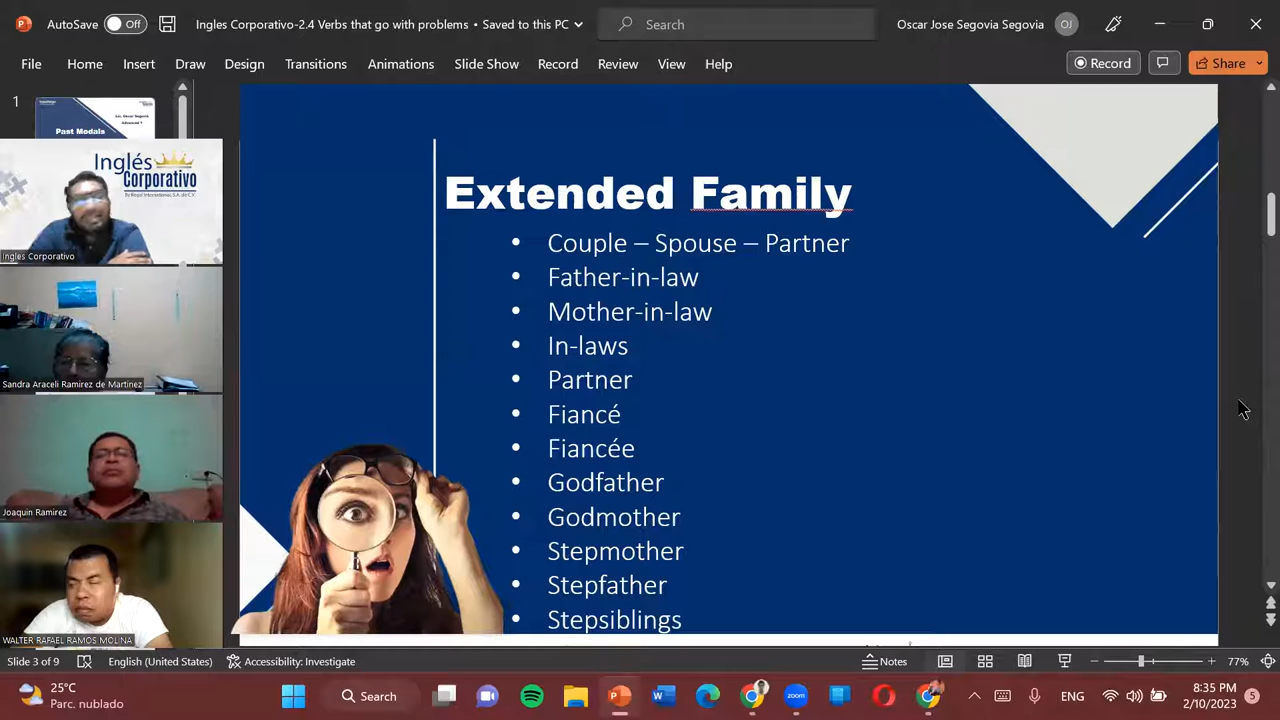 AutoSave Off Ingles Corporativo-2.4 Verbs that go with problems • Saved to this PC Search Oscar Jose Segovia Segovia OJ
File Home Insert Draw Design Transitions Animations Slide Show Record Review View Help Record Share
1
Past Modals
Inglés
Corporativo
Ingles Corporativo
Sandra Araceli Ramirez de Martinez
Joaquin Ramirez
WALTER RAFAEL RAMOS MOLINA
Extended Family
• Couple – Spouse – Partner
• Father-in-law
• Mother-in-law
• In-laws
• Partner
• Fiancé
• Fiancée
• Godfather
• Godmother
• Stepmother
• Stepfather
• Stepsiblings
Slide 3 of 9 English (United States) Accessibility: Investigate Notes 77%
25°C
Parc. nublado
Search
zoom
ENG
8:35 PM
2/10/2023
5